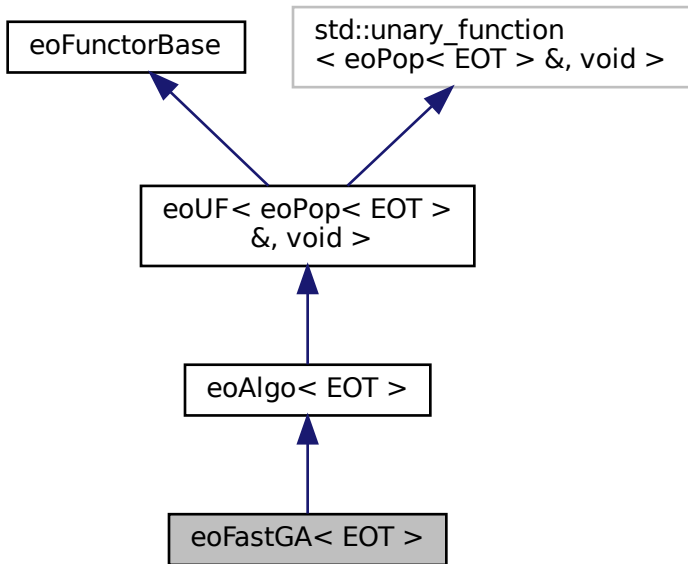 eoFunctorBase
std::unary_function
< eoPop< EOT > &, void >
eoUF< eoPop< EOT >
&, void >
eoAlgo< EOT >
eoFastGA< EOT >